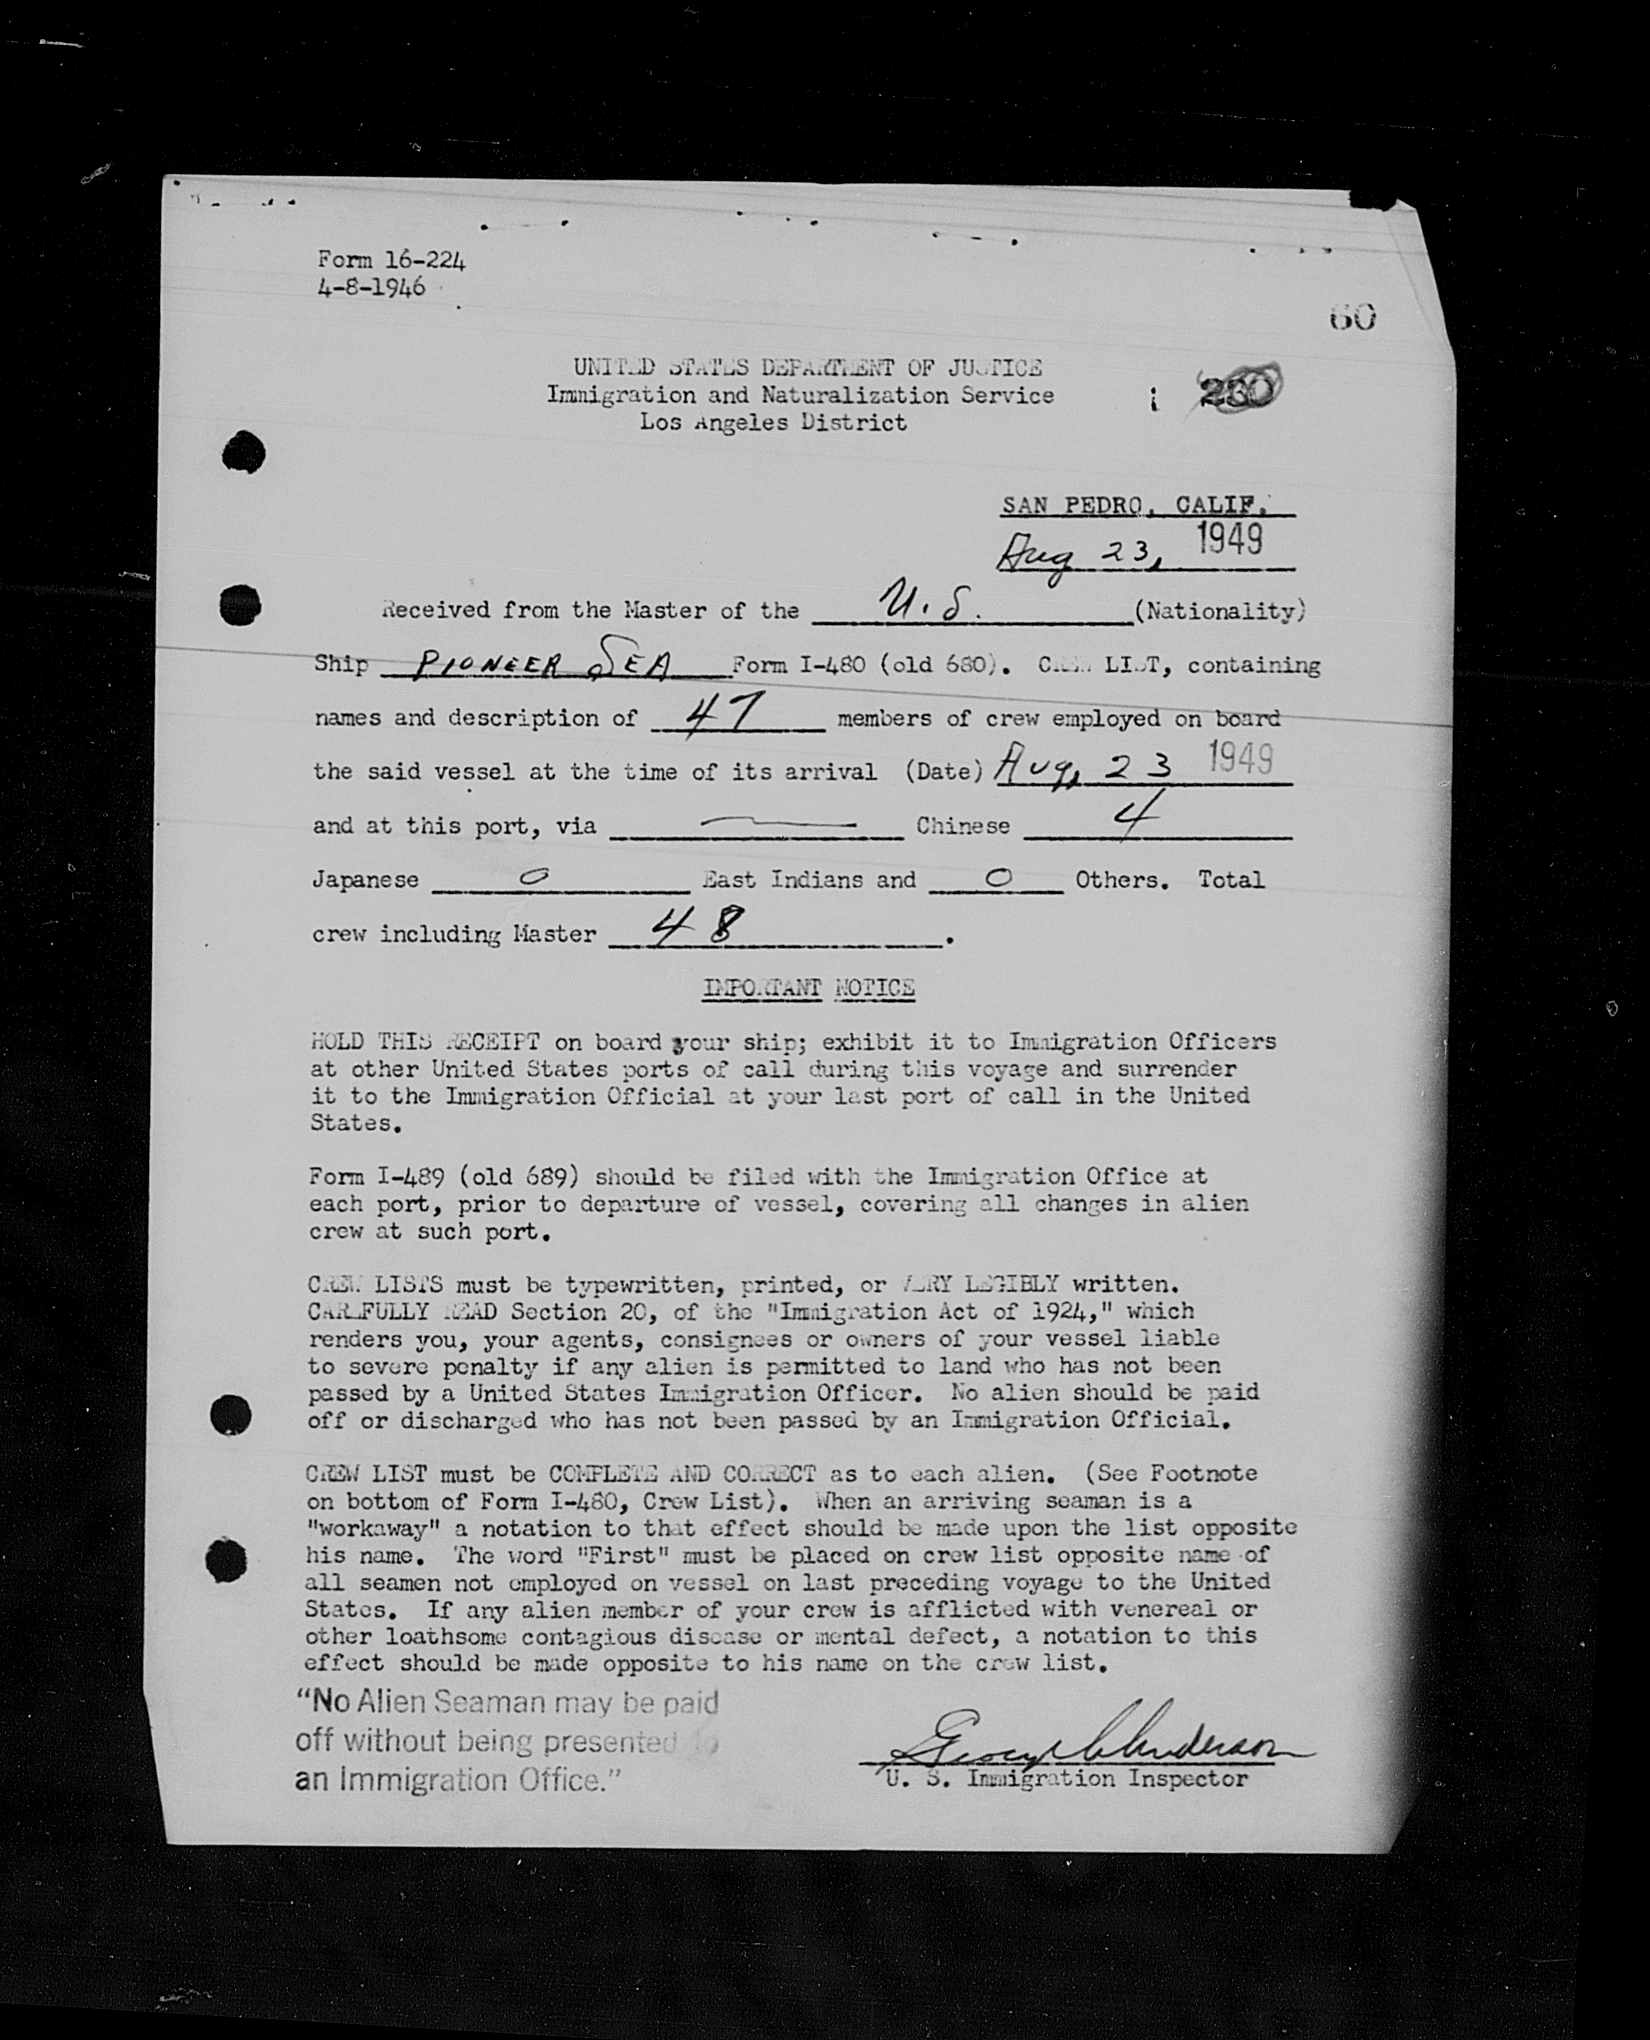 Form 16-224
4-8-1946
60
UNITED STATES DEPARTMENT OF JUSTICE
Immigration and Naturalization Service
230
Los Angeles District
SAN PEDRO, CALIF.
Aug 23, 1949
Received from the Master of the U.S. (Nationality)
Ship PIONEER SEA Form I-480 (old 680). CREW LIST, containing
names and description of 47 members of crew employed on board
the said vessel at the time of its arrival (Date) Aug, 23 1949
and at this port, via — Chinese 4
Japanese 0 East Indians and 0 Others. Total
crew including Master 48.
IMPORTANT NOTICE
HOLD THIS RECEIPT on board your ship; exhibit it to Immigration Officers
at other United States ports of call during this voyage and surrender
it to the Immigration Official at your last port of call in the United
States.
Form I-489 (old 689) should be filed with the Immigration Office at
each port, prior to departure of vessel, covering all changes in alien
crew at such port.
CREW LISTS must be typewritten, printed, or VERY LEGIBLY written.
CAREFULLY READ Section 20, of the "Immigration Act of 1924," which
renders you, your agents, consignees or owners of your vessel liable
to severe penalty if any alien is permitted to land who has not been
passed by a United States Immigration Officer. No alien should be paid
off or discharged who has not been passed by an Immigration Official.
CREW LIST must be COMPLETE AND CORRECT as to each alien. (See Footnote
on bottom of Form I-480, Crew List). When an arriving seaman is a
"workaway" a notation to that effect should be made upon the list opposite
his name. The word "First" must be placed on crew list opposite name of
all seamen not employed on vessel on last preceding voyage to the United
States. If any alien member of your crew is afflicted with venereal or
other loathsome contagious disease or mental defect, a notation to this
effect should be made opposite to his name on the crew list.
"No Alien Seaman may be paid
off without being presented to
an Immigration Office."
George Anderson
U. S. Immigration Inspector